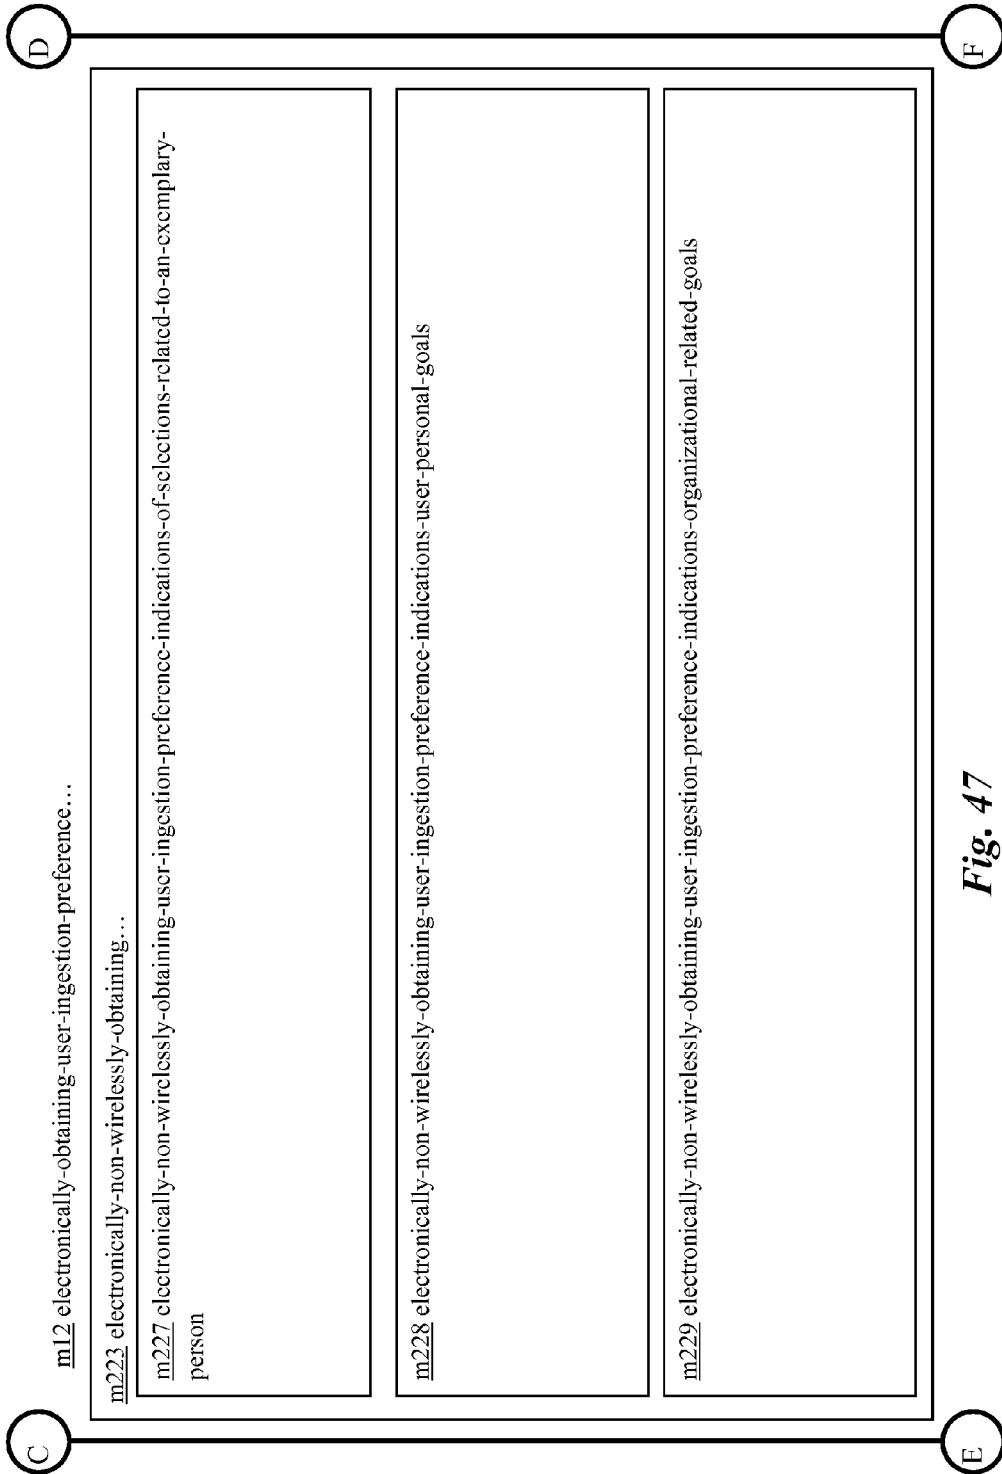 C
D
m12 electronically-obtaining-user-ingestion-preference…
m223 electronically-non-wirelessly-obtaining…
m227 electronically-non-wirelessly-obtaining-user-ingestion-preference-indications-of-selections-related-to-an-exemplary-
person
m228 electronically-non-wirelessly-obtaining-user-ingestion-preference-indications-user-personal-goals
m229 electronically-non-wirelessly-obtaining-user-ingestion-preference-indications-organizational-related-goals
E
F
Fig. 47